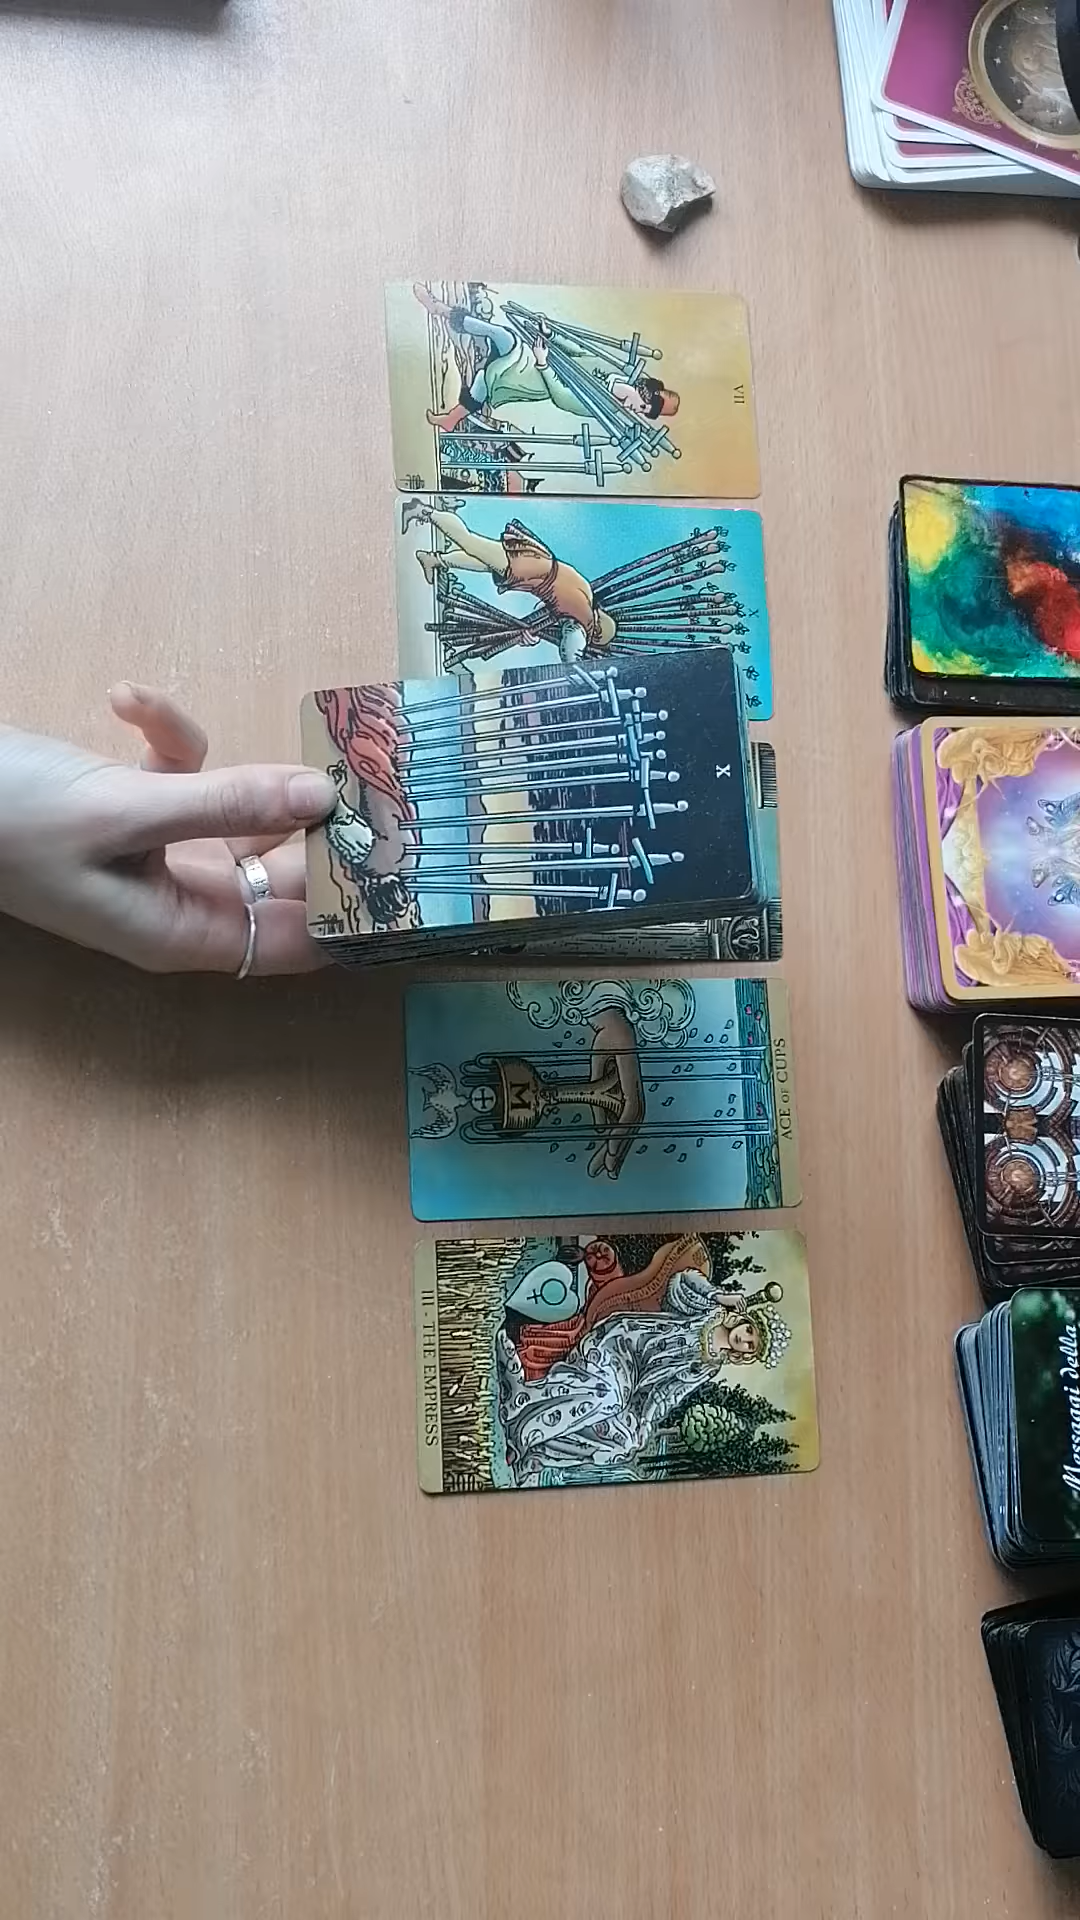 VII
X
X
M
ACE OF CUPS
III - THE EMPRESS
Messaggi della